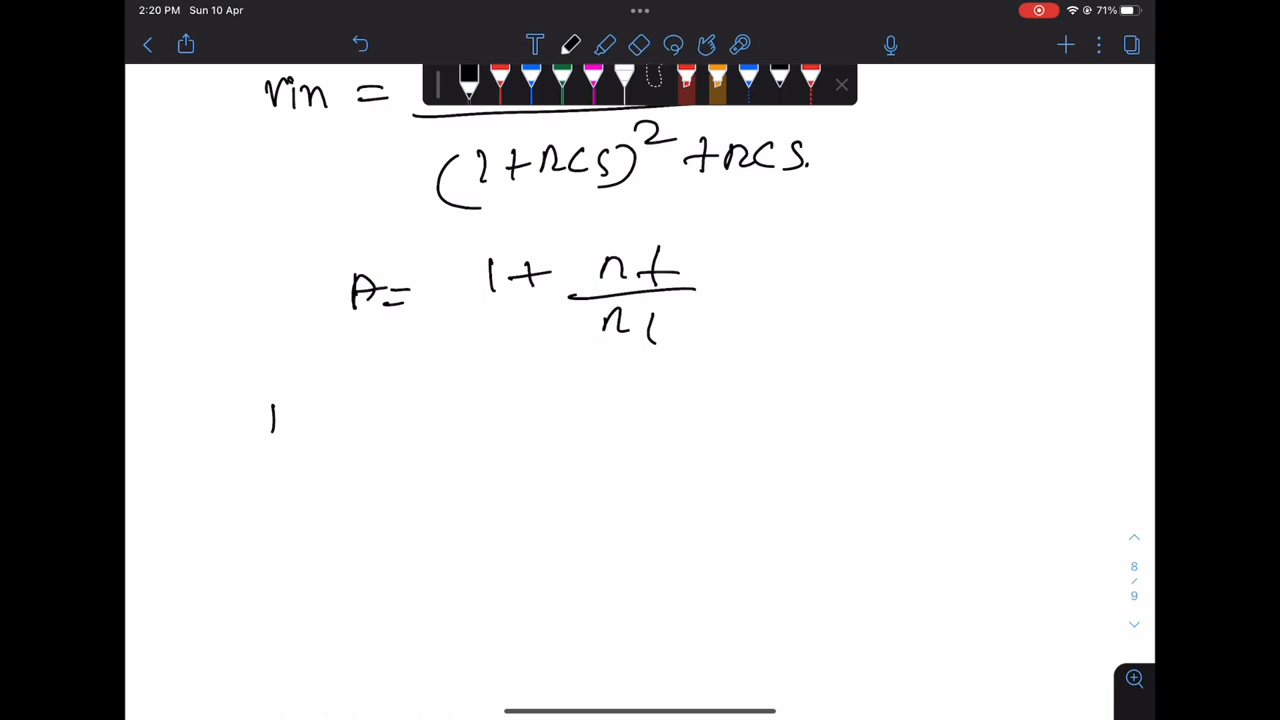 2:20 PM Sun 10 Apr
71%
Vin =
(1+RCS)² + RCS.
A = 1 + Rf
R1
8
/
9